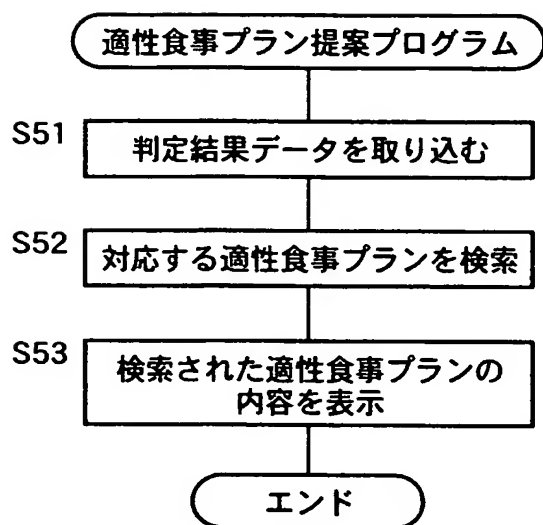 適性食事プラン提案プログラム
S51
判定結果データを取り込む
S52
対応する適性食事プランを検索
S53
検索された適性食事プランの
内容を表示
エンド